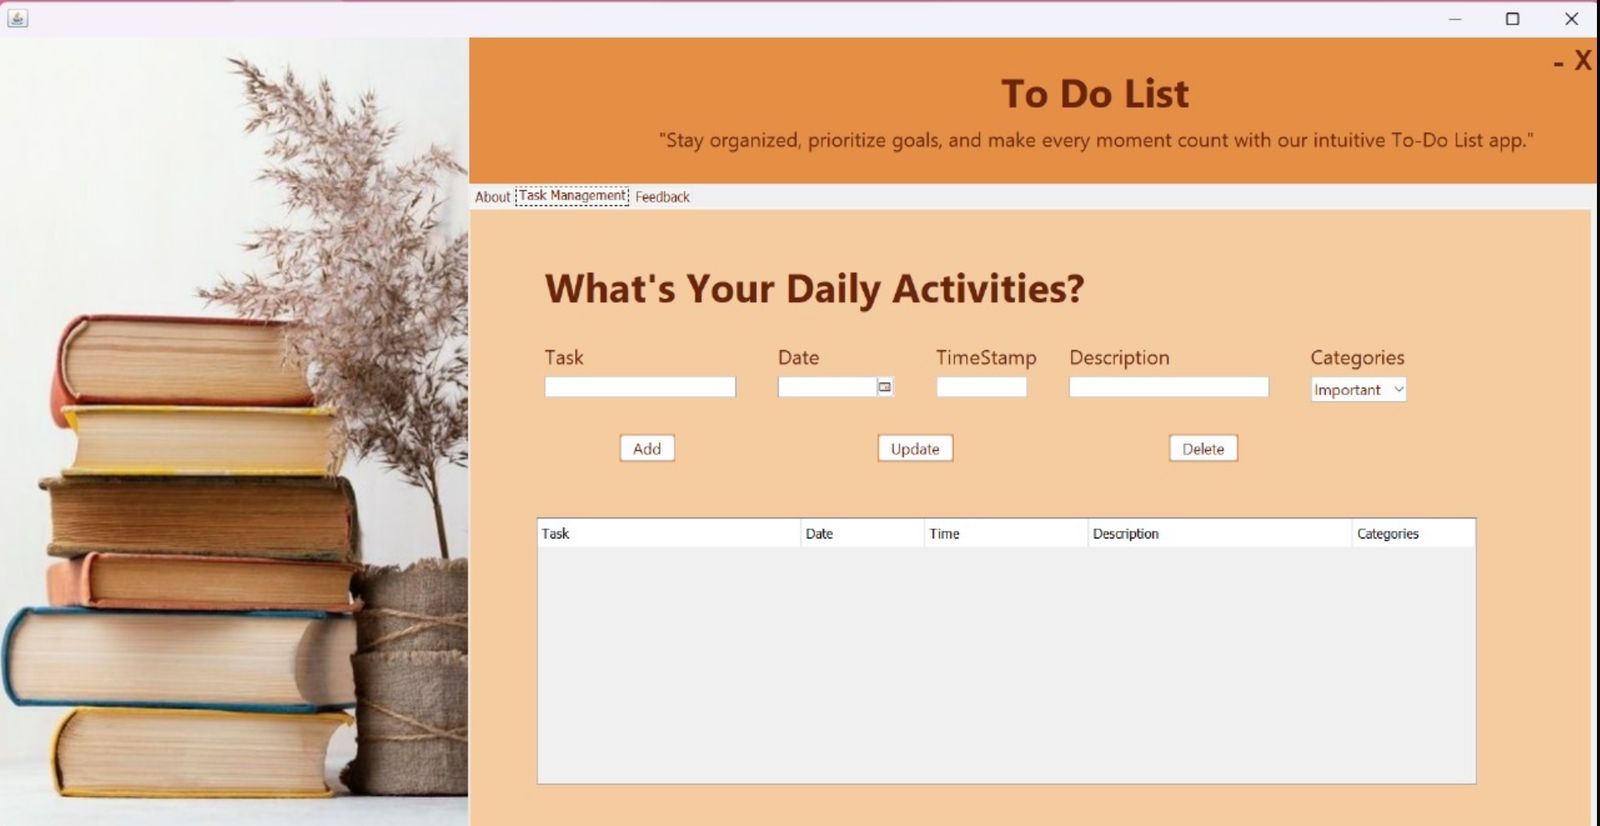 - X
To Do List
"Stay organized, prioritize goals, and make every moment count with our intuitive To-Do List app."
About Task Management Feedback
What's Your Daily Activities?
Task Date TimeStamp Description Categories
Important
Add Update Delete
Task Date Time Description Categories